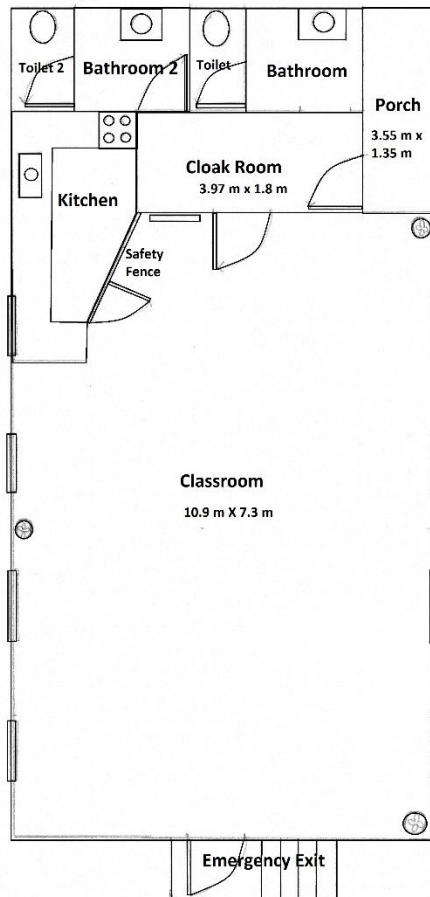 Toilet 2
Bathroom 2
Toilet
Bathroom
Porch
3.55 m x
1.35 m
Cloak Room
3.97 m x 1.8 m
Kitchen
Safety
Fence
Classroom
10.9 m X 7.3 m
Emergency Exit